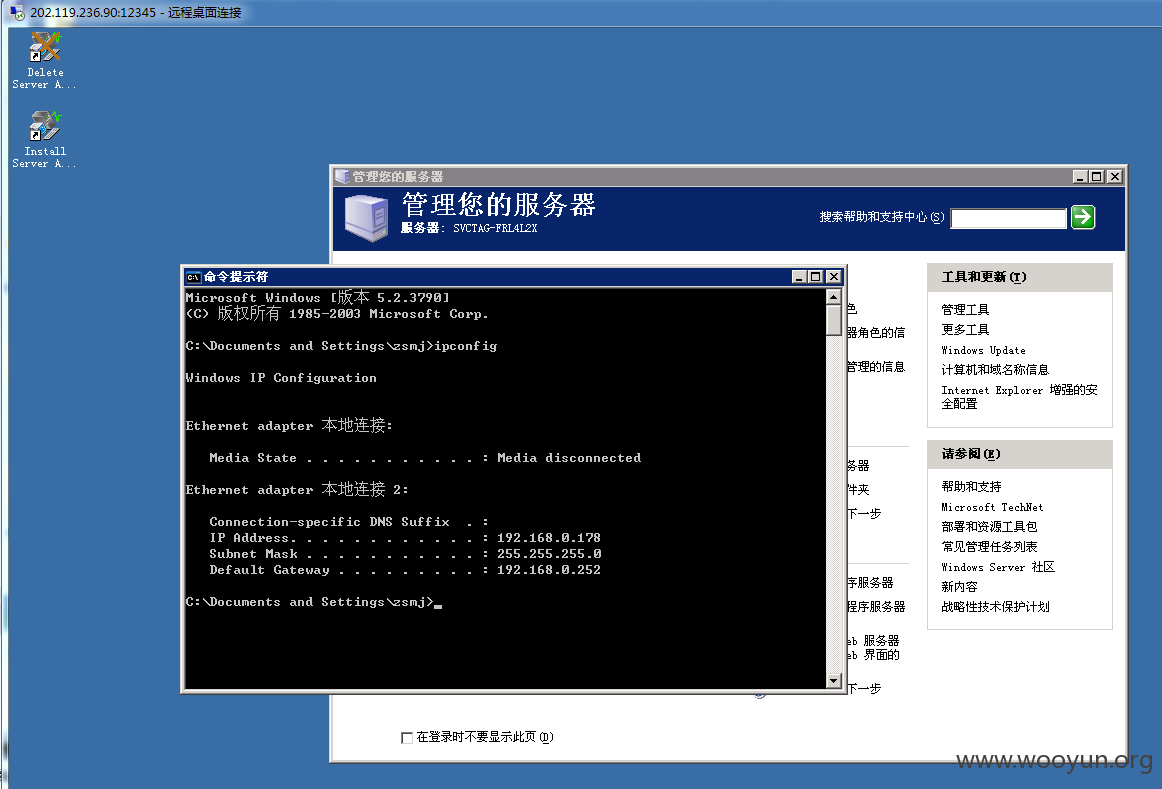 202.119.236.90:12345 - 远程桌面连接
Delete
Server A...
Install
Server A...
管理您的服务器
管理您的服务器
服务器: SVCTAG-FRL4L2X
搜索帮助和支持中心(S)
命令提示符
Microsoft Windows [版本 5.2.3790]
(C) 版权所有 1985-2003 Microsoft Corp.
C:\Documents and Settings\zsmj>ipconfig
Windows IP Configuration
Ethernet adapter 本地连接:
Media State . . . . . . . . . . . : Media disconnected
Ethernet adapter 本地连接 2:
Connection-specific DNS Suffix  . :
IP Address. . . . . . . . . . . . : 192.168.0.178
Subnet Mask . . . . . . . . . . . : 255.255.255.0
Default Gateway . . . . . . . . . : 192.168.0.252
C:\Documents and Settings\zsmj>
色
器角色的信
管理的信息
务器
件夹
下一步
序服务器
程序服务器
eb 服务器
eb 界面的
下一步
工具和更新(T)
管理工具
更多工具
Windows Update
计算机和域名称信息
Internet Explorer 增强的安
全配置
请参阅(E)
帮助和支持
Microsoft TechNet
部署和资源工具包
常见管理任务列表
Windows Server 社区
新内容
战略性技术保护计划
在登录时不要显示此页(D)
www.wooyun.org